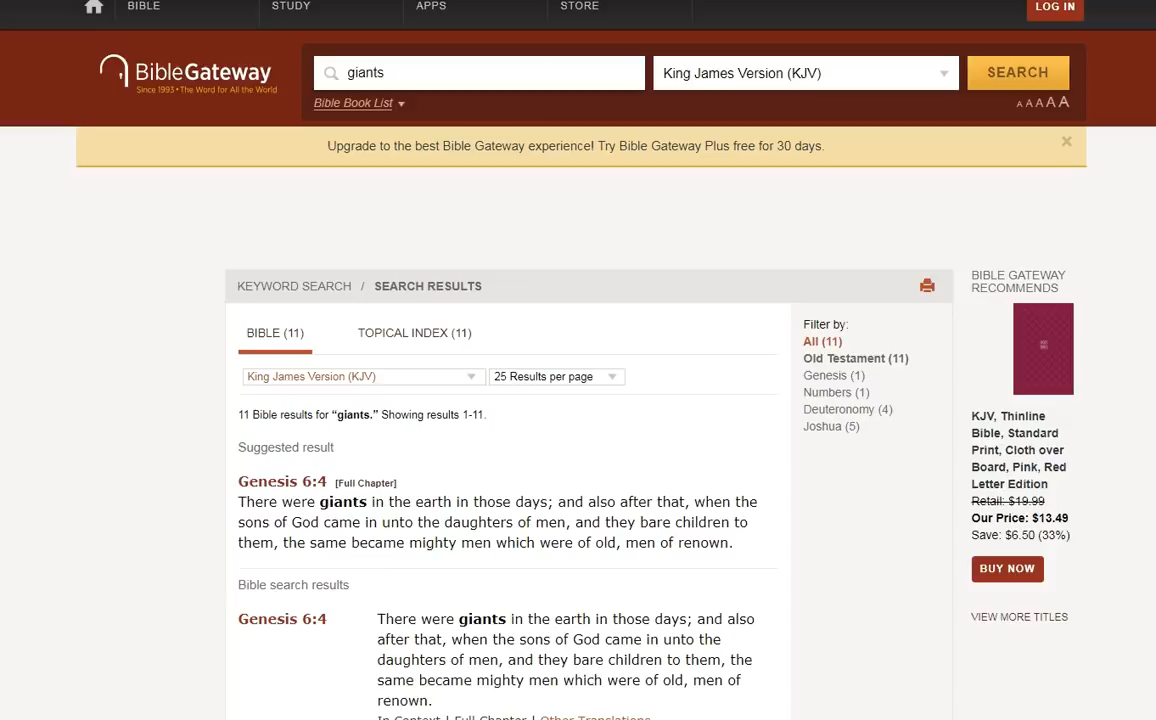 BIBLE
STUDY
APPS
STORE
LOG IN
BibleGateway
Since 1993 • The Word for All the World
giants
King James Version (KJV)
SEARCH
Bible Book List
A A A A A
Upgrade to the best Bible Gateway experience! Try Bible Gateway Plus free for 30 days.
×
KEYWORD SEARCH / SEARCH RESULTS
BIBLE (11)
TOPICAL INDEX (11)
King James Version (KJV)
25 Results per page
11 Bible results for “giants.” Showing results 1-11.
Suggested result
Genesis 6:4 [Full Chapter]
There were giants in the earth in those days; and also after that, when the
sons of God came in unto the daughters of men, and they bare children to
them, the same became mighty men which were of old, men of renown.
Bible search results
Genesis 6:4
There were giants in the earth in those days; and also
after that, when the sons of God came in unto the
daughters of men, and they bare children to them, the
same became mighty men which were of old, men of
renown.
In Context | Full Chapter | Other Translations
Filter by:
All (11)
Old Testament (11)
Genesis (1)
Numbers (1)
Deuteronomy (4)
Joshua (5)
BIBLE GATEWAY
RECOMMENDS
KJV, Thinline
Bible, Standard
Print, Cloth over
Board, Pink, Red
Letter Edition
Retail: $19.99
Our Price: $13.49
Save: $6.50 (33%)
BUY NOW
VIEW MORE TITLES